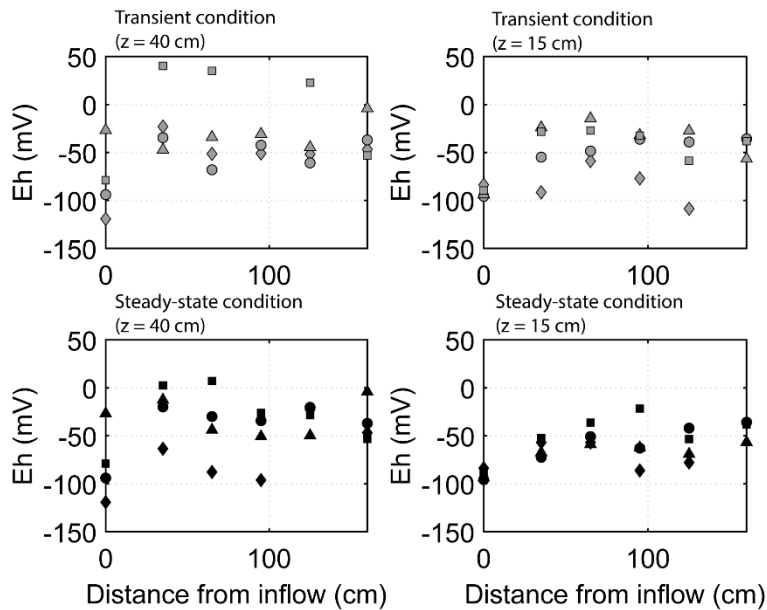 Transient condition
(z = 40 cm)
50
0
-50
-100
-150
Eh (mV)
0
100
Transient condition
(z = 15 cm)
50
0
-50
-100
-150
Eh (mV)
0
100
Steady-state condition
(z = 40 cm)
50
0
-50
-100
-150
Eh (mV)
0
100
Distance from inflow (cm)
Steady-state condition
(z = 15 cm)
50
0
-50
-100
-150
Eh (mV)
0
100
Distance from inflow (cm)